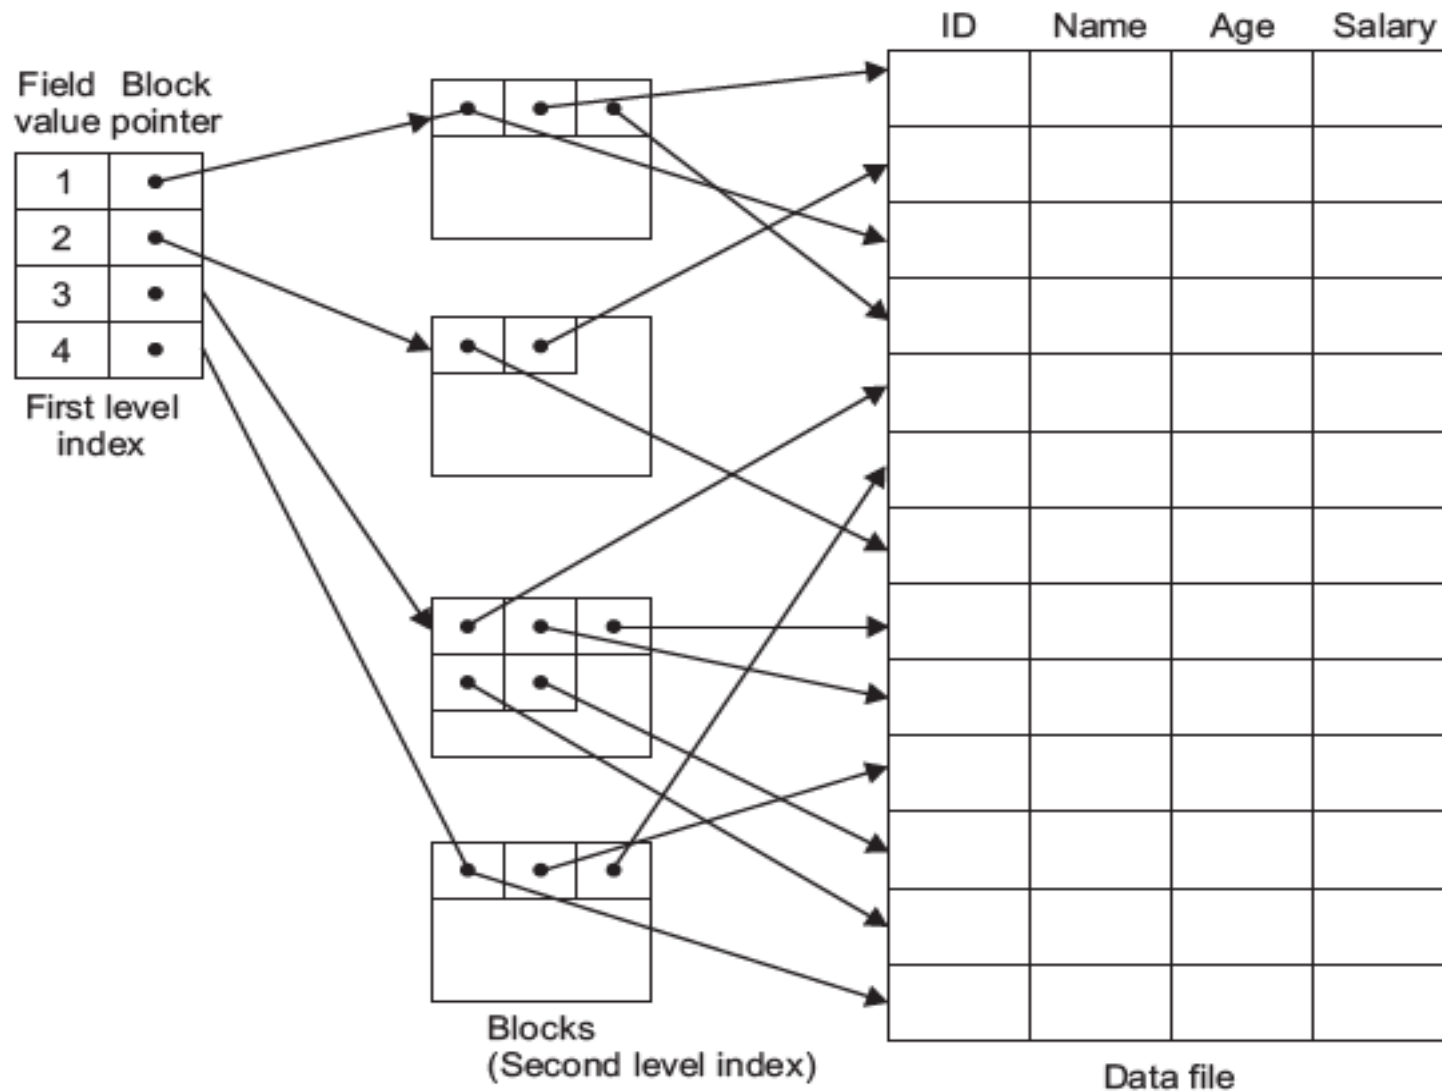 ID Name Age Salary
Field Block
value pointer
1
2
3
4
First level
index
Blocks
(Second level index)
Data file